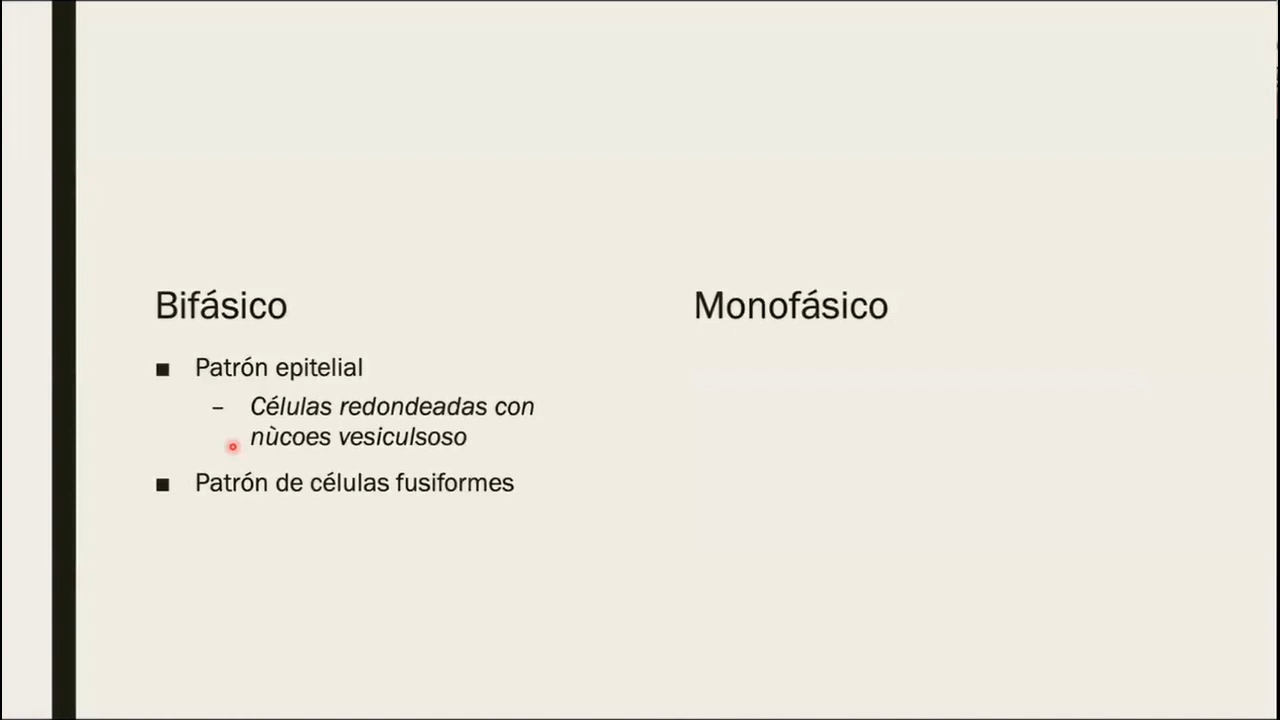 Bifásico
Patrón epitelial
– Células redondeadas con
nùcoes vesiculsoso
Patrón de células fusiformes
Monofásico